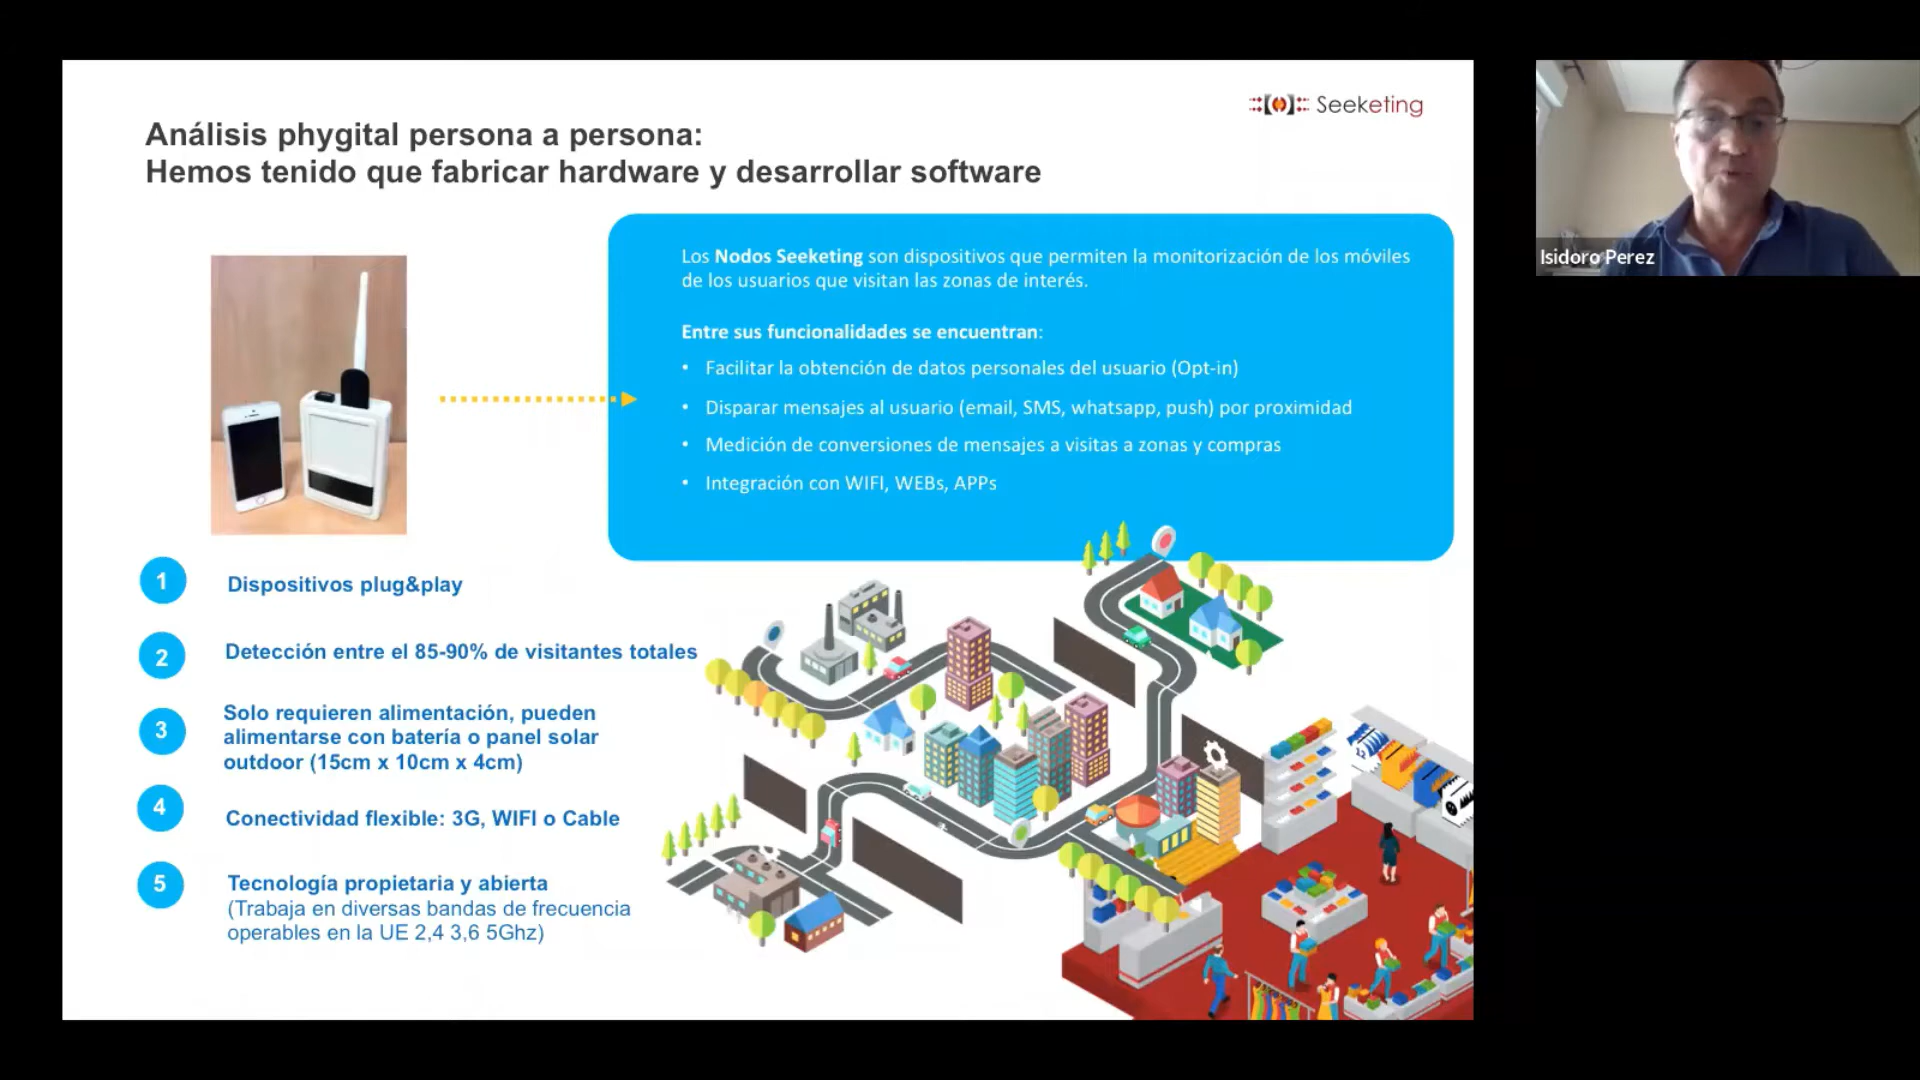 Seeketing
Análisis phygital persona a persona:
Hemos tenido que fabricar hardware y desarrollar software
Los Nodos Seeketing son dispositivos que permiten la monitorización de los móviles
de los usuarios que visitan las zonas de interés.
Entre sus funcionalidades se encuentran:
• Facilitar la obtención de datos personales del usuario (Opt-in)
• Disparar mensajes al usuario (email, SMS, whatsapp, push) por proximidad
• Medición de conversiones de mensajes a visitas a zonas y compras
• Integración con WIFI, WEBs, APPs
1 Dispositivos plug&play
2 Detección entre el 85-90% de visitantes totales
3 Solo requieren alimentación, pueden
alimentarse con batería o panel solar
outdoor (15cm x 10cm x 4cm)
4 Conectividad flexible: 3G, WIFI o Cable
5 Tecnología propietaria y abierta
(Trabaja en diversas bandas de frecuencia
operables en la UE 2,4 3,6 5Ghz)
Isidoro Perez